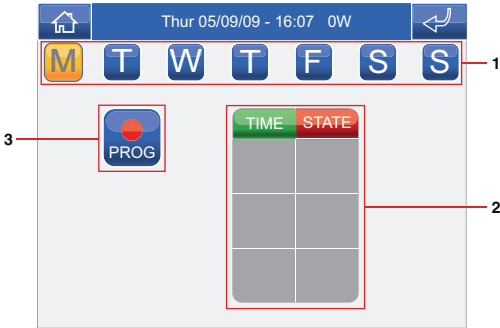 Thur 05/09/09 - 16:07 0W
M T W T F S S
1
3
PROG
TIME STATE
2